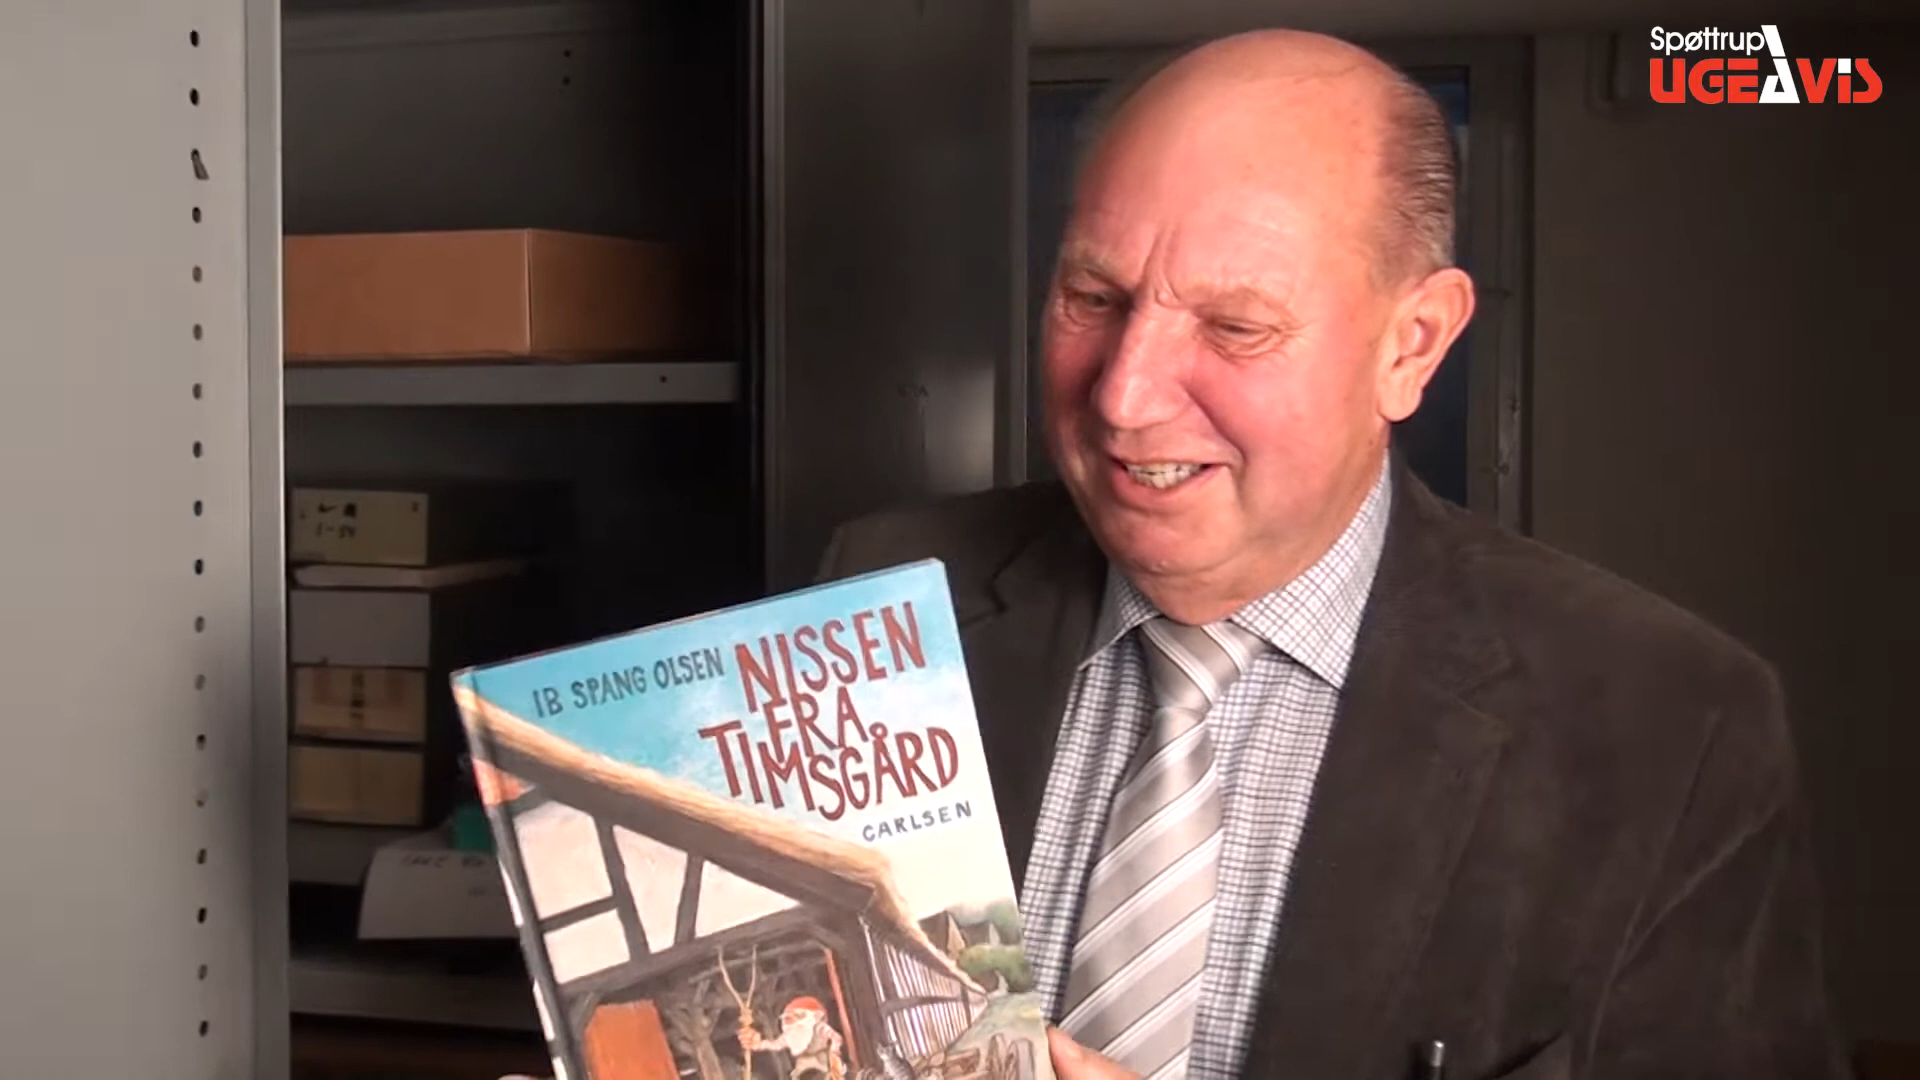 Spøttrup
UGEAVIS
IB SPANG OLSEN
NISSEN
FRA
TIMSGÅRD
CARLSEN